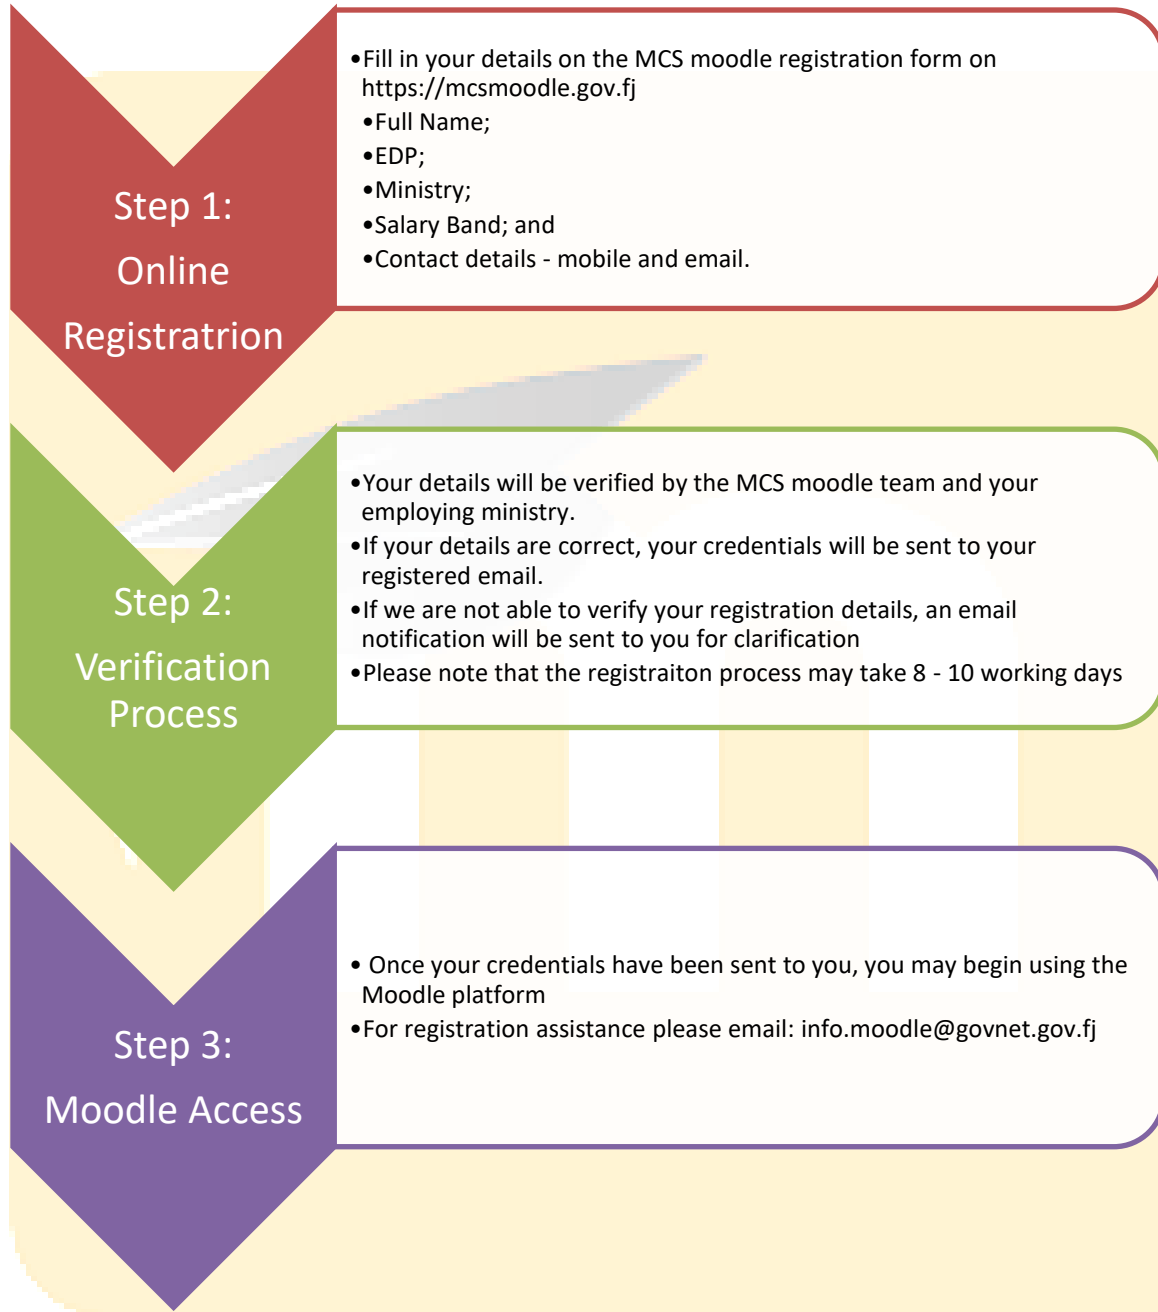 Step 1:
Online
Registratrion
•Fill in your details on the MCS moodle registration form on
https://mcsmoodle.gov.fj
•Full Name;
•EDP;
•Ministry;
•Salary Band; and
•Contact details - mobile and email.
Step 2:
Verification
Process
•Your details will be verified by the MCS moodle team and your
employing ministry.
•If your details are correct, your credentials will be sent to your
registered email.
•If we are not able to verify your registration details, an email
notification will be sent to you for clarification
•Please note that the registraiton process may take 8 - 10 working days
Step 3:
Moodle Access
• Once your credentials have been sent to you, you may begin using the
Moodle platform
•For registration assistance please email: info.moodle@govnet.gov.fj